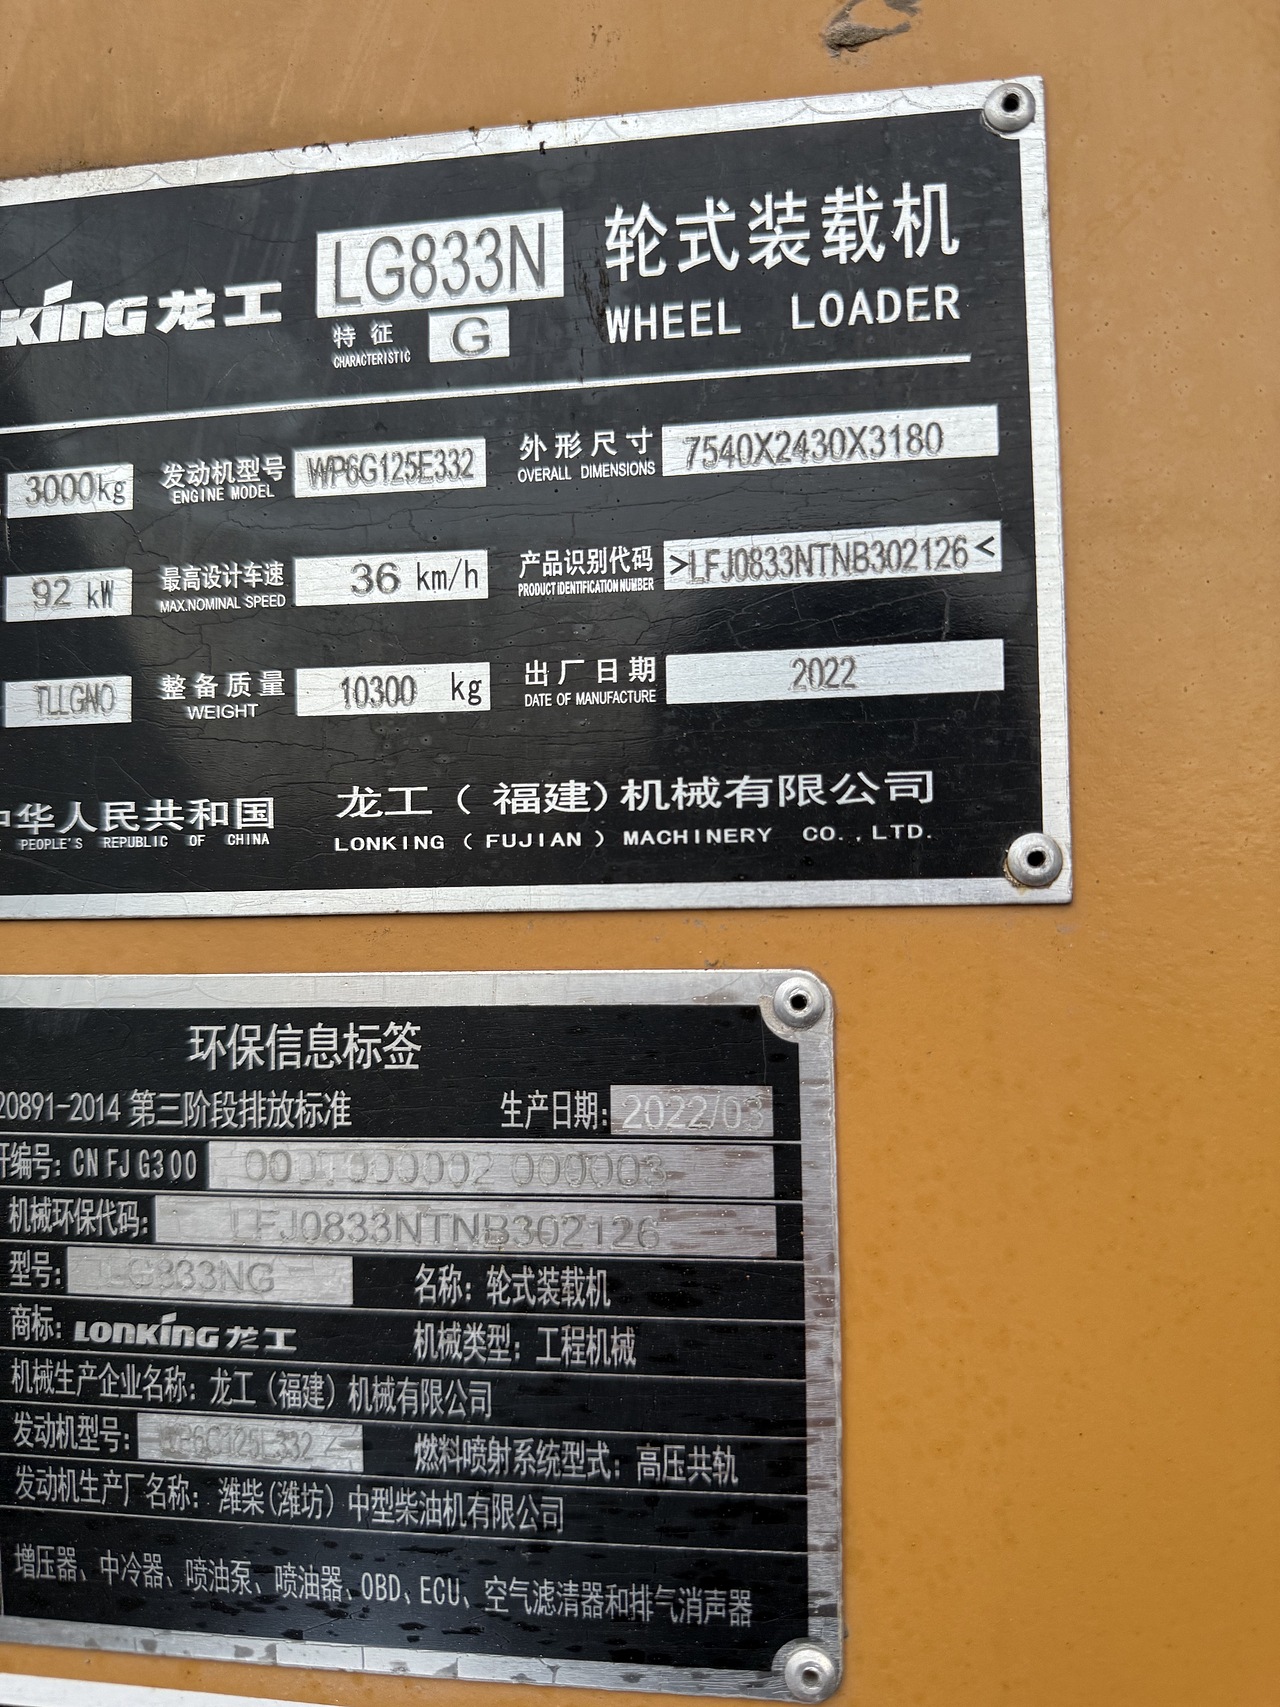 KING 龙工 LG833N 轮式装载机
特征 G WHEEL LOADER
CHARACTERISTIC
3000kg 发动机型号 WP6G125E332 外形尺寸 7540X2430X3180
ENGINE MODEL OVERALL DIMENSIONS
92 kW 最高设计车速 36 km/h 产品识别代码 >LFJ0833NTNB302126<
MAX.NOMINAL SPEED PRODUCT IDENTIFICATION NUMBER
TLLGNO 整备质量 10300 kg 出厂日期 2022
WEIGHT DATE OF MANUFACTURE
中华人民共和国 龙工(福建)机械有限公司
PEOPLE'S REPUBLIC OF CHINA LONKING (FUJIAN) MACHINERY CO.,LTD.
环保信息标签
20891-2014 第三阶段排放标准 生产日期: 2022/03
编号: CN FJ G3 00 0001000002 000003
机械环保代码: LFJ0833NTNB302126
型号: LG833NG 名称: 轮式装载机
商标: LONKING 龙工 机械类型: 工程机械
机械生产企业名称: 龙工(福建)机械有限公司
发动机型号: WP6G125E332 燃料喷射系统型式: 高压共轨
发动机生产厂名称: 潍柴(潍坊)中型柴油机有限公司
增压器、中冷器、喷油泵、喷油器、OBD、ECU、空气滤清器和排气消声器